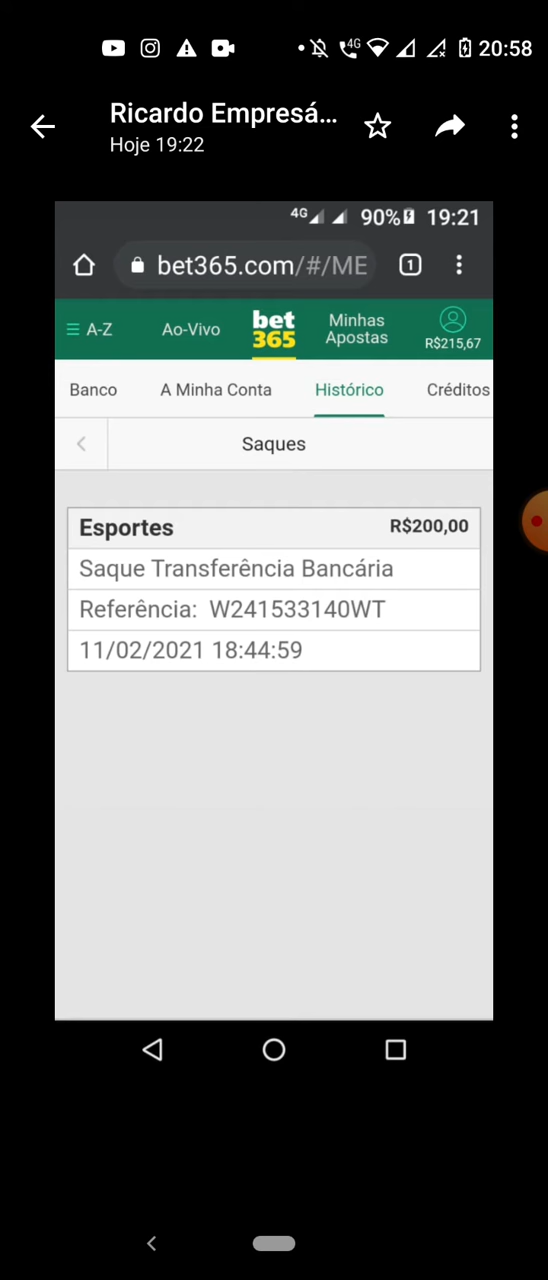 4G 20:58
Ricardo Empresá...
Hoje 19:22
4G 90% 19:21
bet365.com/#/ME 1
A-Z Ao-Vivo bet365 Minhas Apostas R$215,67
Banco A Minha Conta Histórico Créditos
Saques
Esportes R$200,00
Saque Transferência Bancária
Referência: W241533140WT
11/02/2021 18:44:59